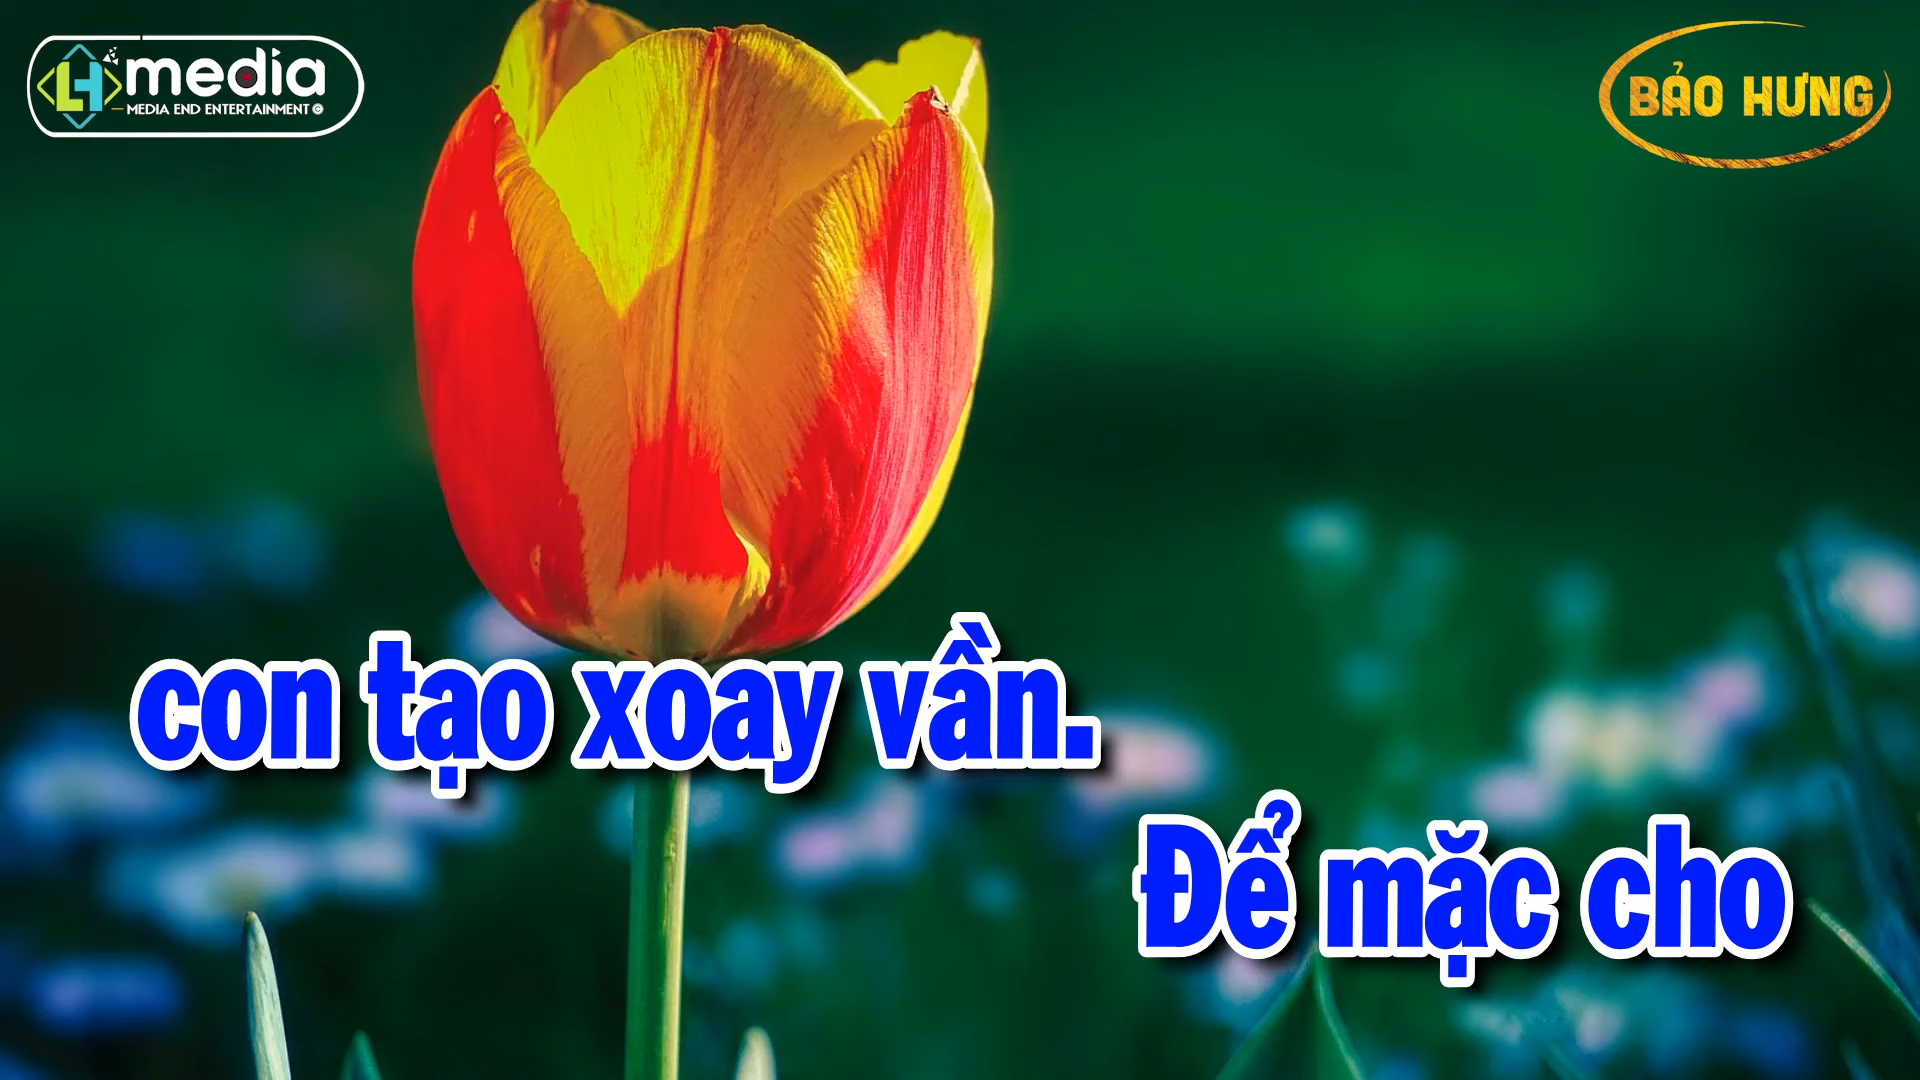 LH media
MEDIA END ENTERTAINMENT ©
BẢO HƯNG
con tạo xoay vần.
Để mặc cho